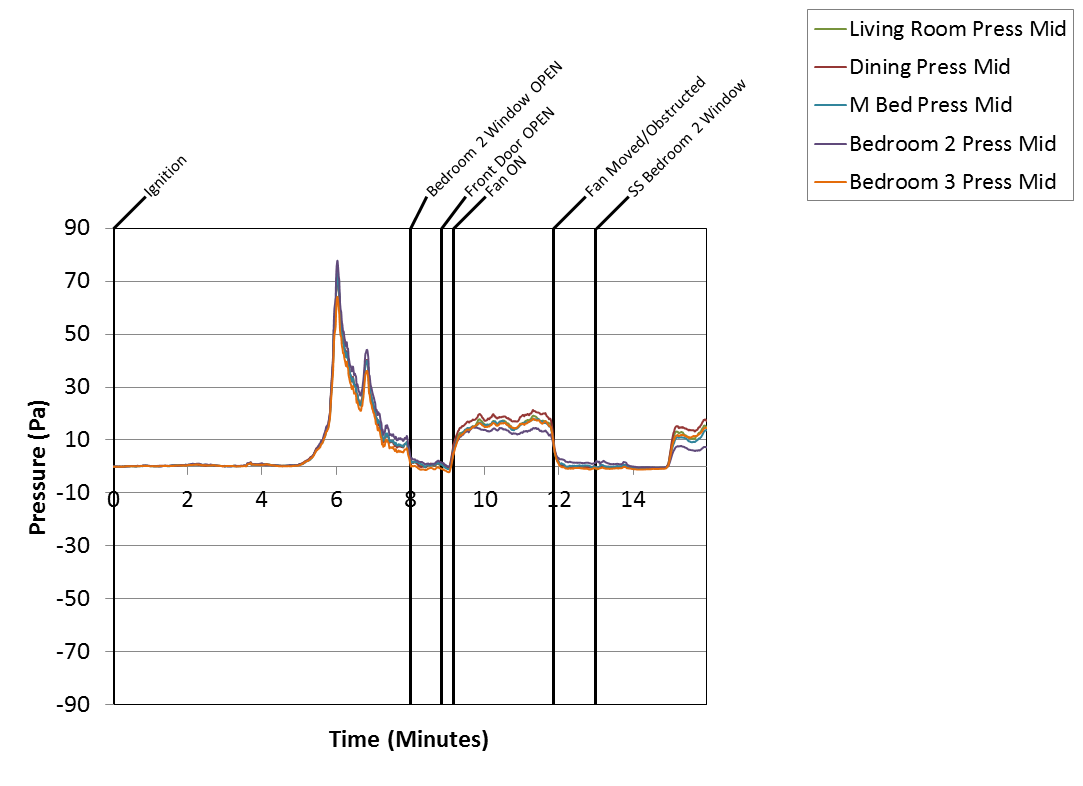 Living Room Press Mid
Dining Press Mid
M Bed Press Mid
Bedroom 2 Press Mid
Bedroom 3 Press Mid
Ignition
Bedroom 2 Window OPEN
Front Door OPEN
Fan ON
Fan Moved/Obstructed
SS Bedroom 2 Window
90
70
50
30
10
-10
-30
-50
-70
-90
0
2
4
6
8
10
12
14
Pressure (Pa)
Time (Minutes)